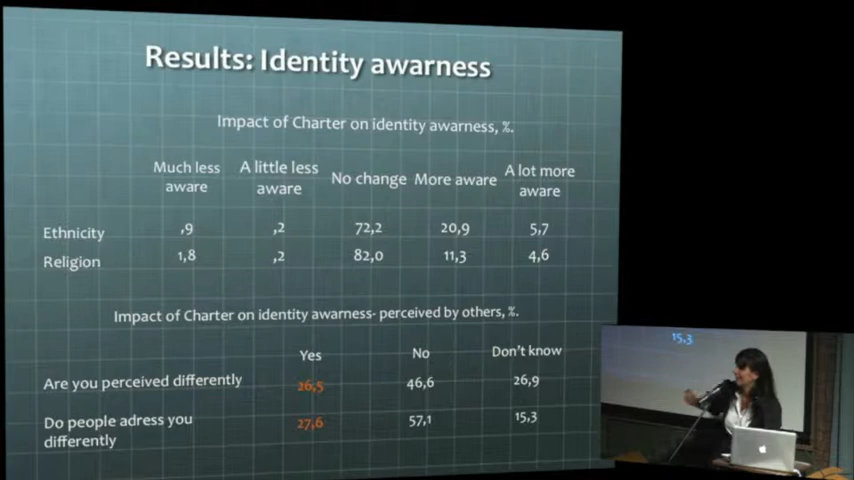 Results: Identity awarness
Impact of Charter on identity awarness, %.
Much less aware A little less aware No change More aware A lot more aware
Ethnicity ,9 ,2 72,2 20,9 5,7
Religion 1,8 ,2 82,0 11,3 4,6
Impact of Charter on identity awarness- perceived by others, %.
Yes No Don't know
Are you perceived differently 26,5 46,6 26,9
Do people adress you differently 27,6 57,1 15,3
15,3